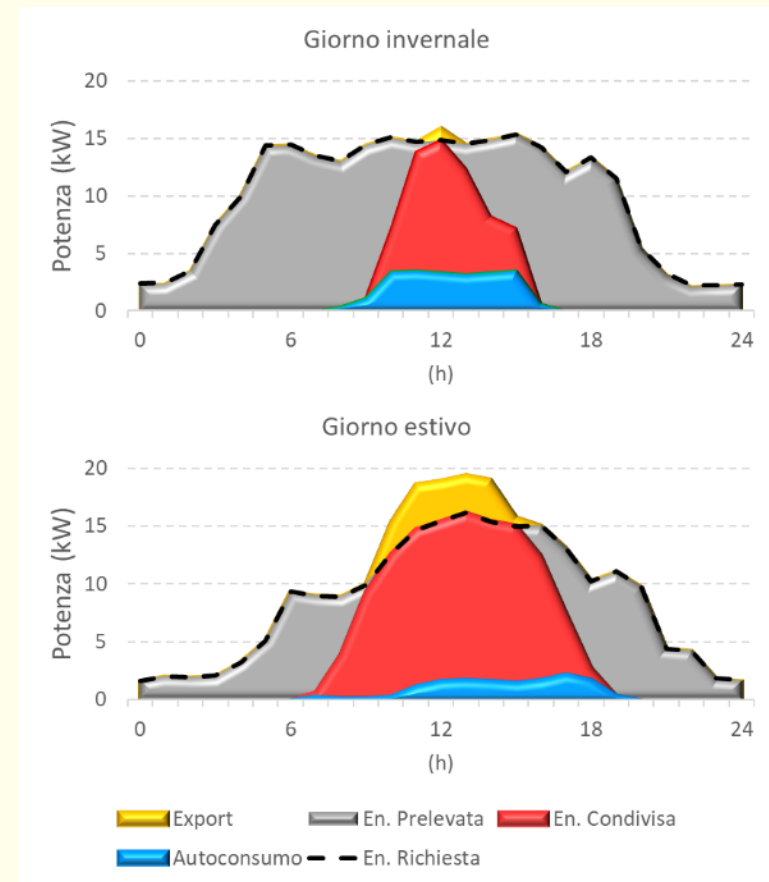 Giorno invernale
20
15
10
5
0
Potenza (kW)
0 6 12 18 24
(h)
Giorno estivo
20
15
10
5
0
Potenza (kW)
0 6 12 18 24
(h)
Export En. Prelevata En. Condivisa
Autoconsumo En. Richiesta